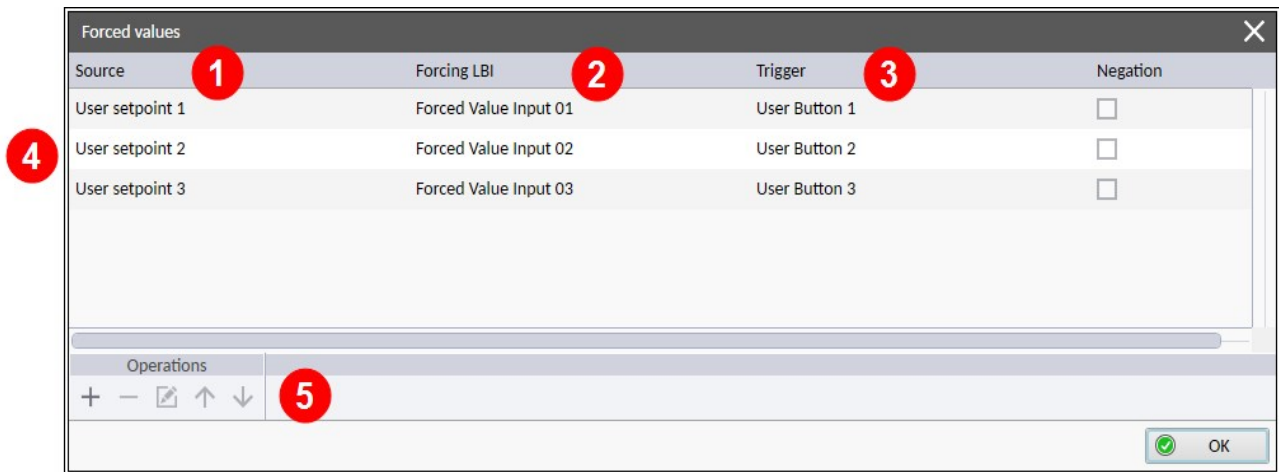 Forced values
Source 1 Forcing LBI 2 Trigger 3 Negation
User setpoint 1 Forced Value Input 01 User Button 1
4 User setpoint 2 Forced Value Input 02 User Button 2
User setpoint 3 Forced Value Input 03 User Button 3
Operations
5
OK